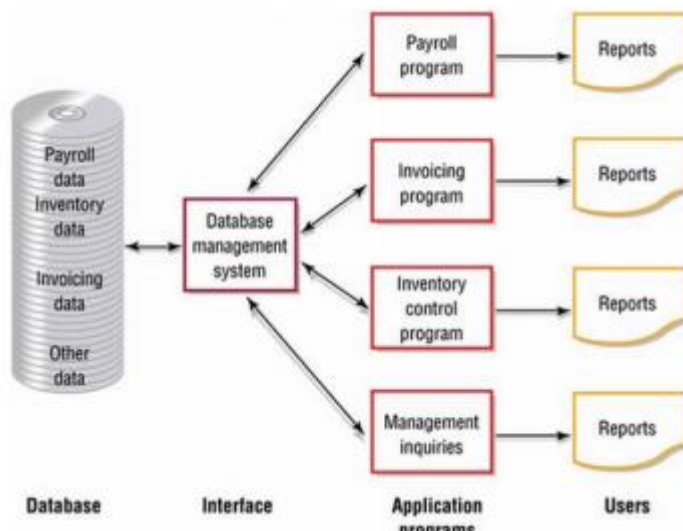 Payroll
data
Inventory
data
Invoicing
data
Other
data
Database
management
system
Payroll
program
Invoicing
program
Inventory
control
program
Management
inquiries
Reports
Reports
Reports
Reports
Database
Interface
Application
programs
Users